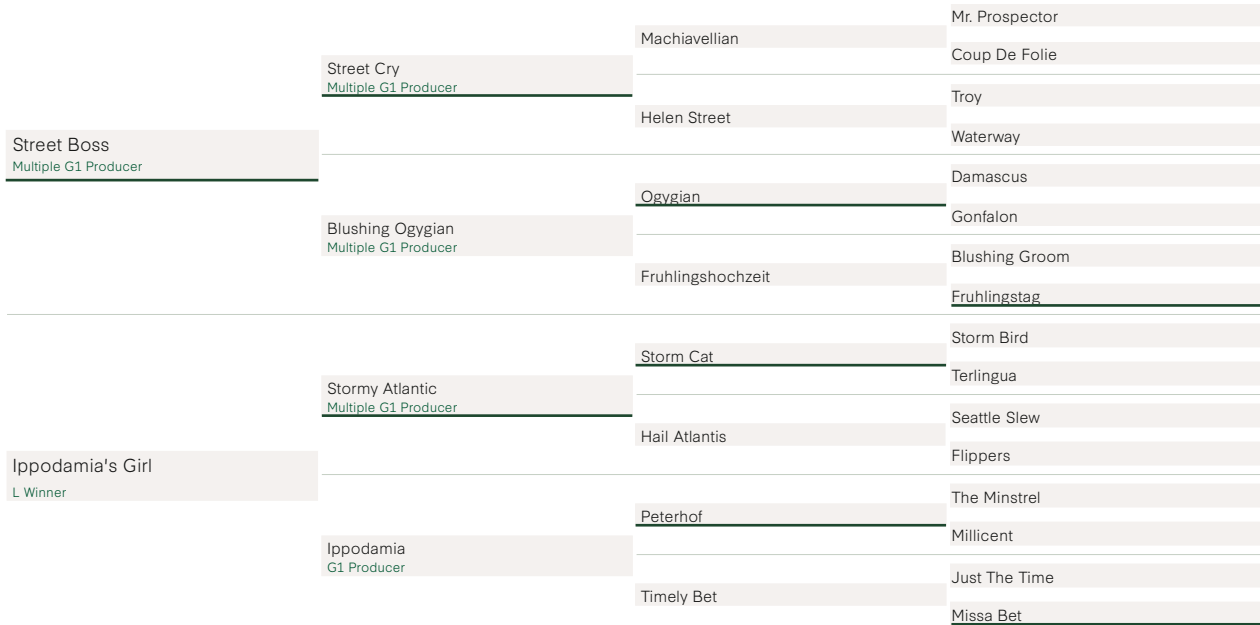 Street Boss
Multiple G1 Producer
Ippodamia's Girl
L Winner
Street Cry
Multiple G1 Producer
Blushing Ogygian
Multiple G1 Producer
Stormy Atlantic
Multiple G1 Producer
Ippodamia
G1 Producer
Machiavellian
Helen Street
Ogygian
Fruhlingshochzeit
Storm Cat
Hail Atlantis
Peterhof
Timely Bet
Mr. Prospector
Coup De Folie
Troy
Waterway
Damascus
Gonfalon
Blushing Groom
Fruhlingstag
Storm Bird
Terlingua
Seattle Slew
Flippers
The Minstrel
Millicent
Just The Time
Missa Bet